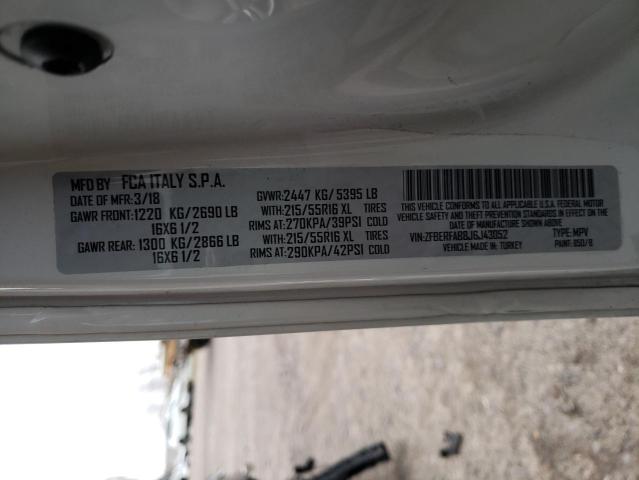 MFD BY FCA ITALY S.P.A.
DATE OF MFR: 3/18
GAWR FRONT: 1220 KG/2690 LB
16X6 1/2
GAWR REAR: 1300 KG/2866 LB
16X6 1/2
GVWR: 2447 KG/ 5395 LB
WITH: 215/55R16 XL TIRES
RIMS AT: 270KPA/39PSI COLD
WITH: 215/55R16 XL TIRES
RIMS AT: 290KPA/42PSI COLD
THIS VEHICLE CONFORMS TO ALL APPLICABLE U.S.A. FEDERAL MOTOR
VEHICLE SAFETY AND THEFT PREVENTION STANDARDS IN EFFECT ON
THE DATE OF MANUFACTURE SHOWN ABOVE.
VIN: ZFBERFAB8J6J43052 TYPE: MPV
VEHICLE MADE IN: TURKEY PAINT: 050/B